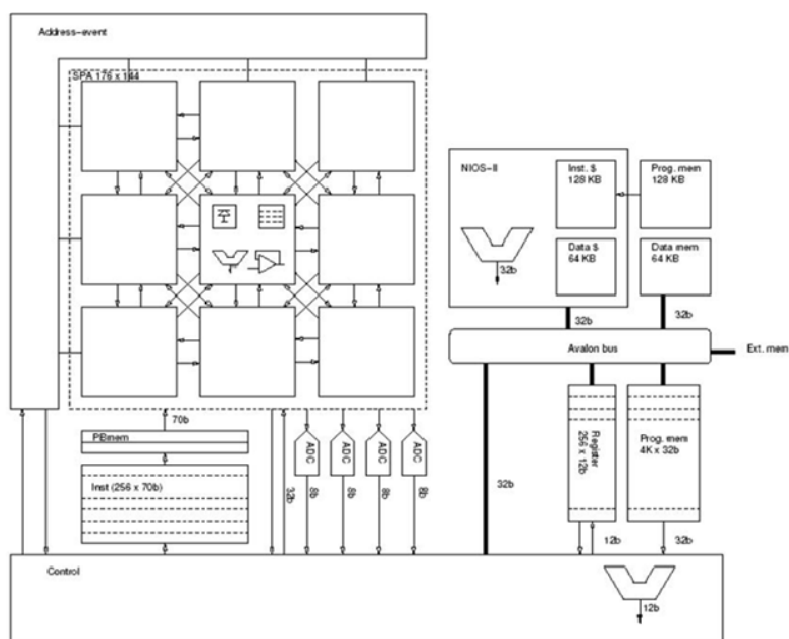 Address-event
SPA 176 x 144
NIOS-II
Inst. $
128I KB
Prog. mem
128 KB
Data $
64 KB
Data mem
64 KB
32b
32b
32b
Avalon bus
Ext. mem
70b
PIEmem
Inst (256 x 70b)
32b
ADC
8b
ADC
8b
ADC
8b
ADC
8b
32b
Register
256 x 12b
Prog. mem
4K x 32b
12b
32b
Control
12b